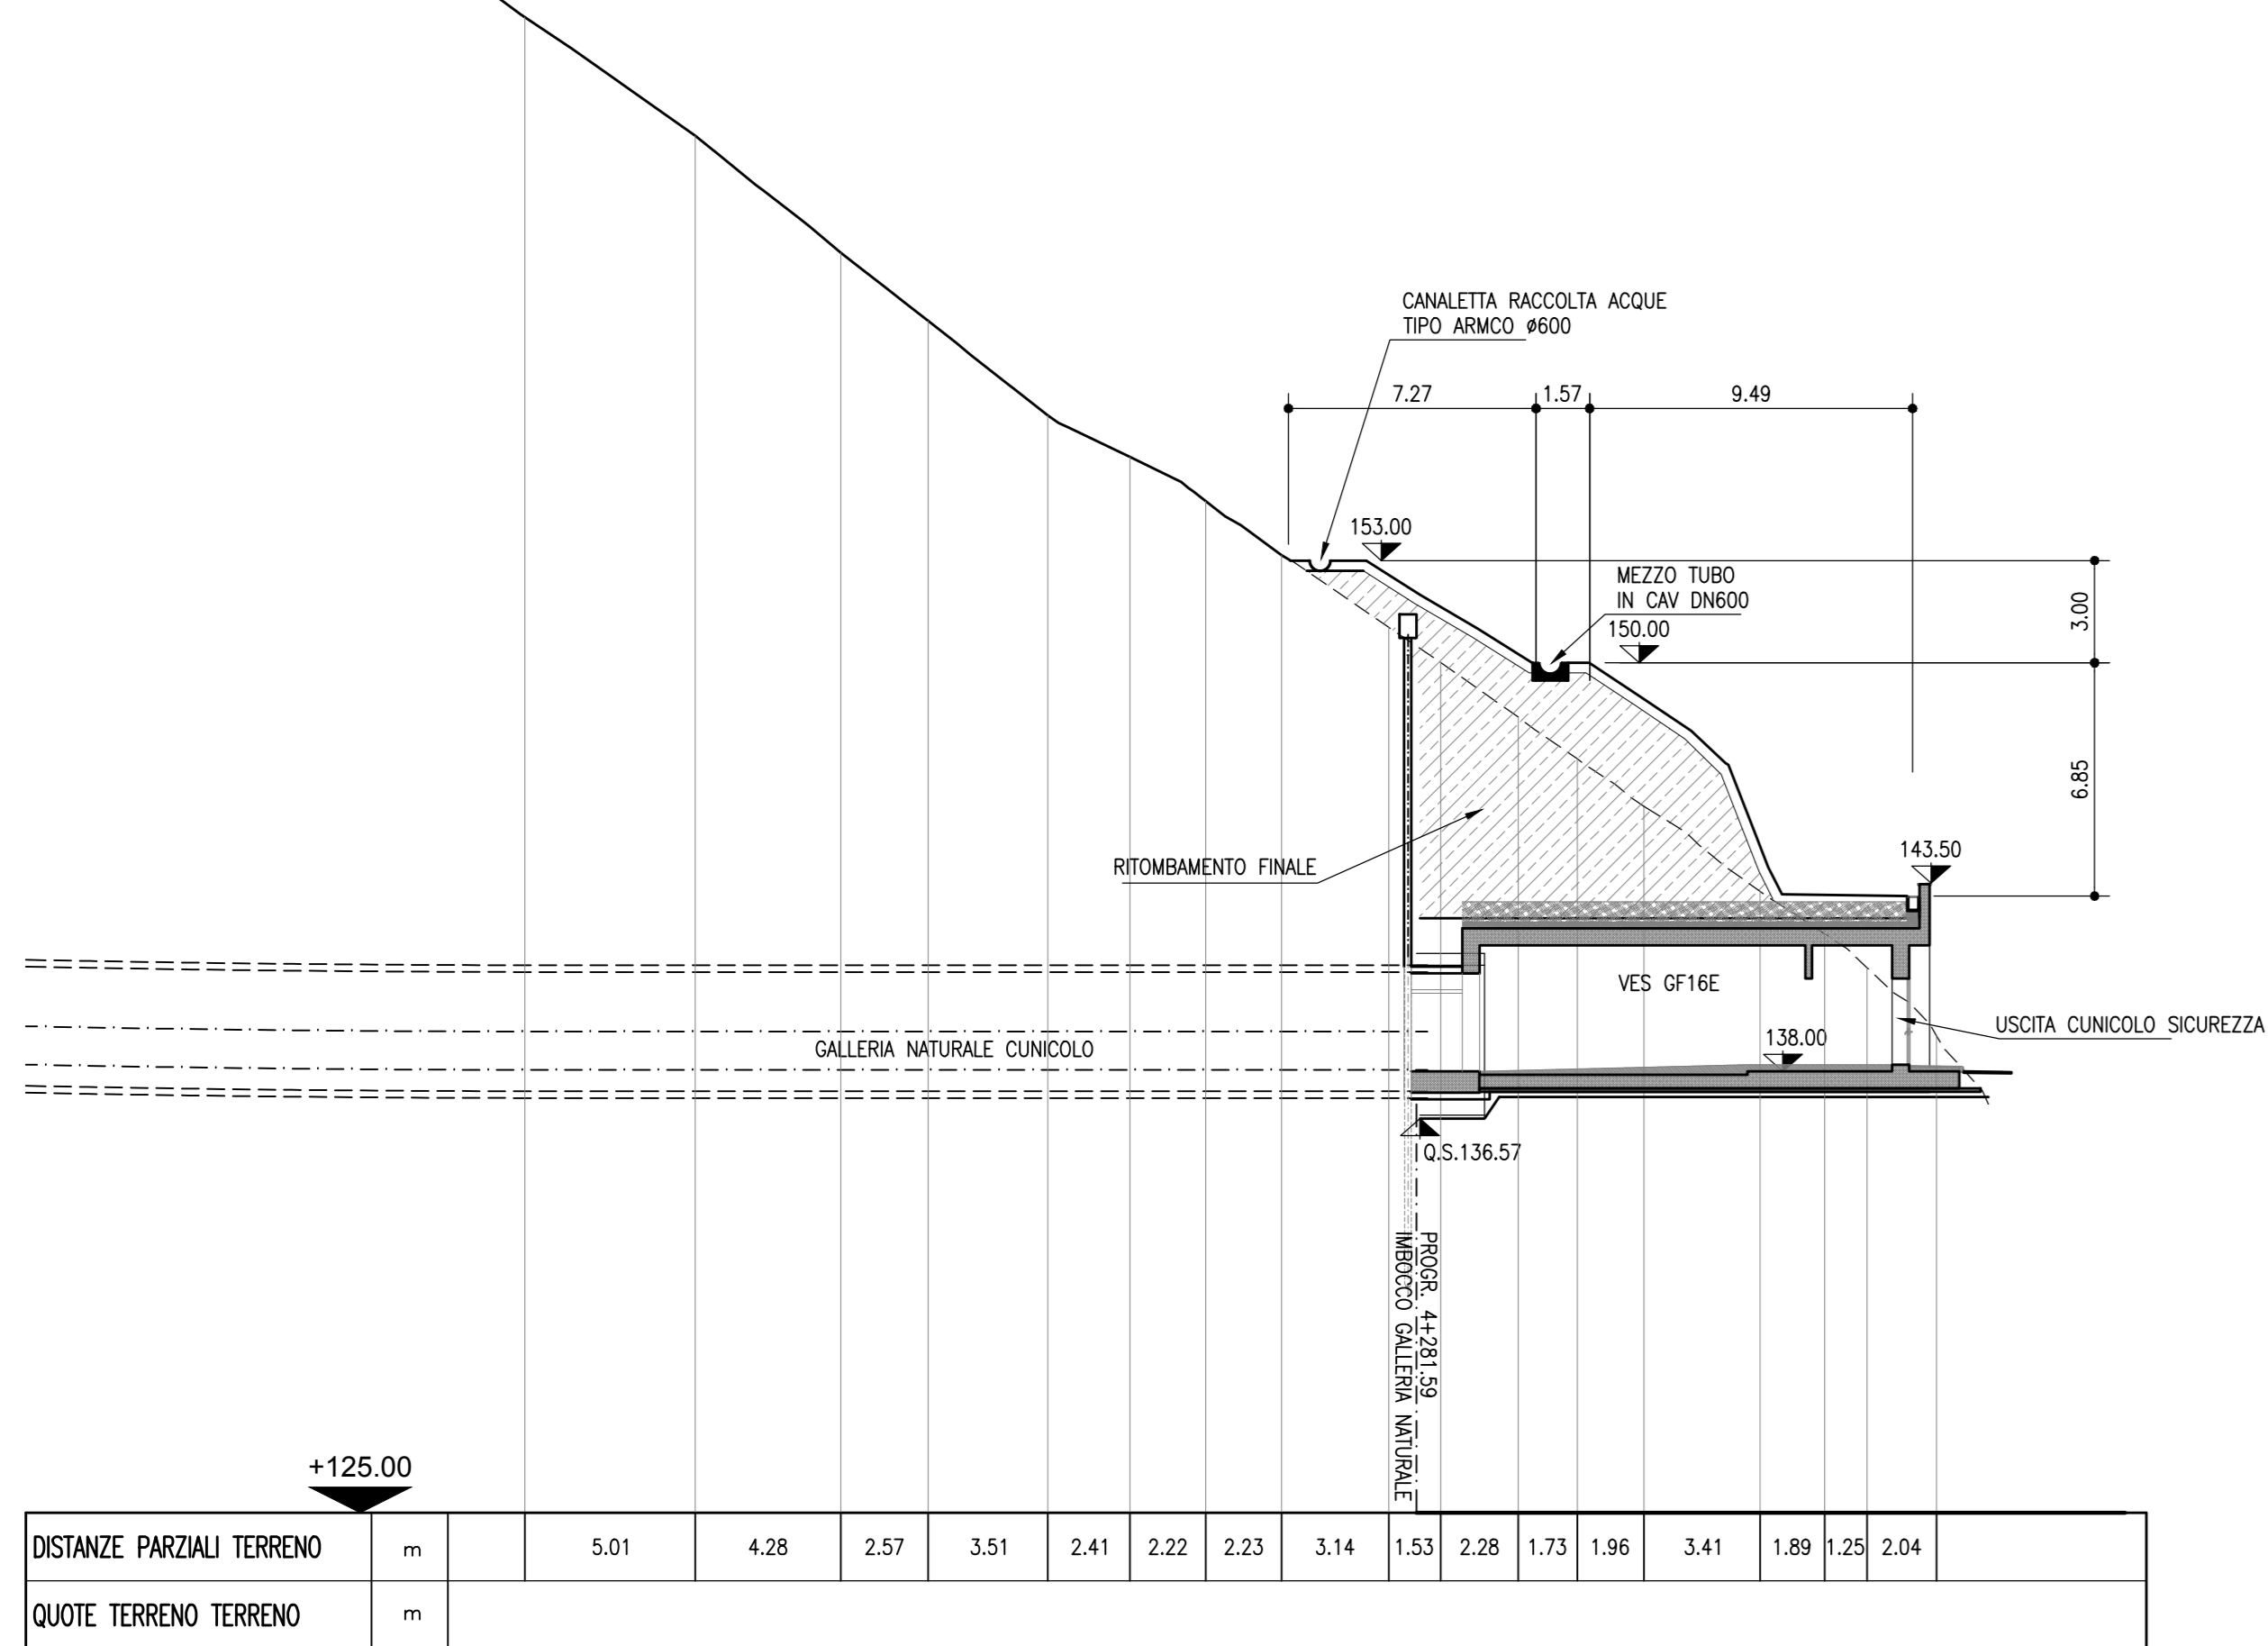 CANALETTA RACCOLTA ACQUE
TIPO ARMCO ø600
7.27
1.57
9.49
153.00
MEZZO TUBO
IN CAV DN600
150.00
3.00
6.85
RITOMBAMENTO FINALE
143.50
VES GF16E
USCITA CUNICOLO SICUREZZA
138.00
GALLERIA NATURALE CUNICOLO
Q.S.136.57
PROGR. 4+281.59
IMBOCCO GALLERIA NATURALE
+125.00
DISTANZE PARZIALI TERRENO m 5.01 4.28 2.57 3.51 2.41 2.22 2.23 3.14 1.53 2.28 1.73 1.96 3.41 1.89 1.25 2.04
QUOTE TERRENO TERRENO m